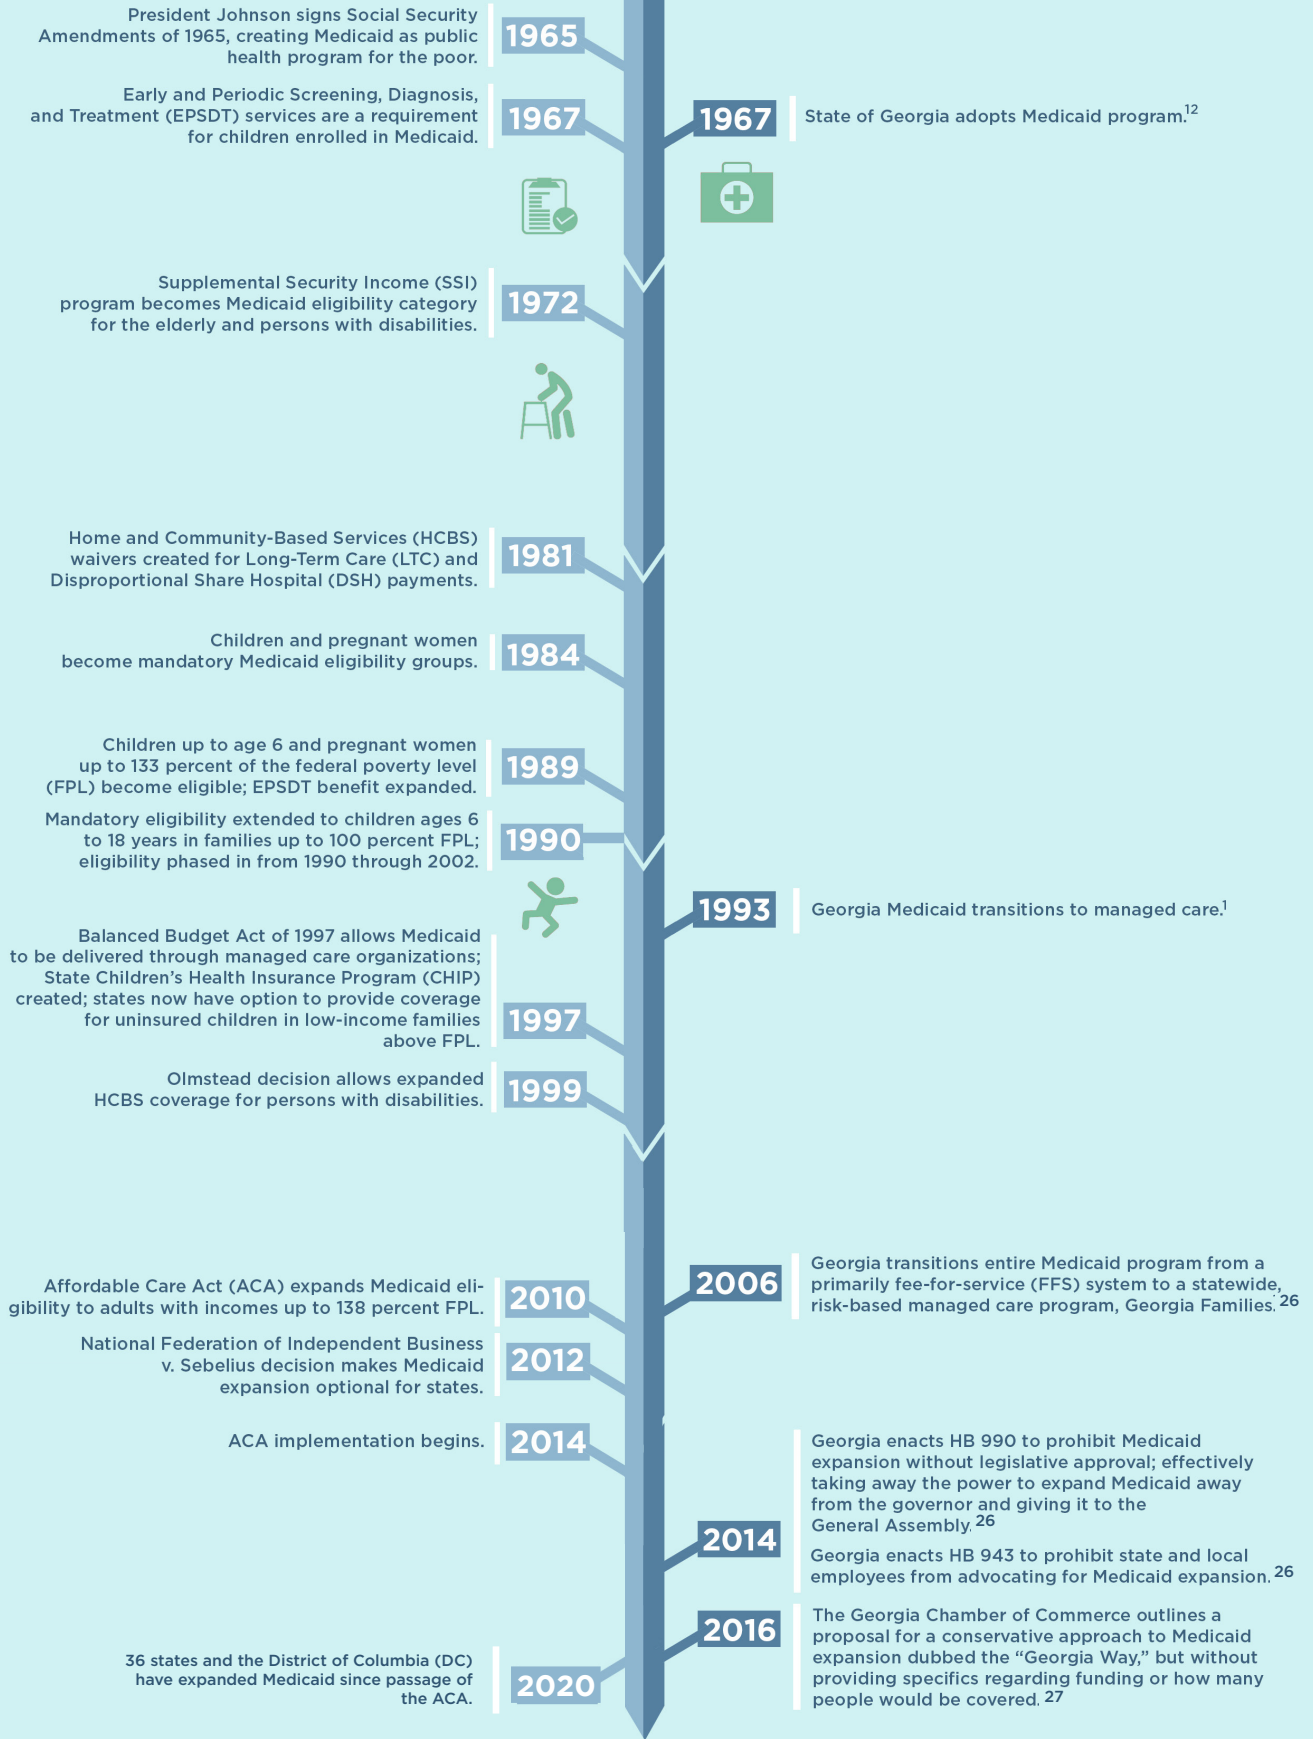 President Johnson signs Social Security
Amendments of 1965, creating Medicaid as public
health program for the poor.
1965
Early and Periodic Screening, Diagnosis,
and Treatment (EPSDT) services are a requirement
for children enrolled in Medicaid.
1967
1967
State of Georgia adopts Medicaid program.12
Supplemental Security Income (SSI)
program becomes Medicaid eligibility category
for the elderly and persons with disabilities.
1972
Home and Community-Based Services (HCBS)
waivers created for Long-Term Care (LTC) and
Disproportional Share Hospital (DSH) payments.
1981
Children and pregnant women
become mandatory Medicaid eligibility groups.
1984
Children up to age 6 and pregnant women
up to 133 percent of the federal poverty level
(FPL) become eligible; EPSDT benefit expanded.
1989
Mandatory eligibility extended to children ages 6
to 18 years in families up to 100 percent FPL;
eligibility phased in from 1990 through 2002.
1990
1993
Georgia Medicaid transitions to managed care.1
Balanced Budget Act of 1997 allows Medicaid
to be delivered through managed care organizations;
State Children's Health Insurance Program (CHIP)
created; states now have option to provide coverage
for uninsured children in low-income families
above FPL.
1997
Olmstead decision allows expanded
HCBS coverage for persons with disabilities.
1999
2006
Georgia transitions entire Medicaid program from a
primarily fee-for-service (FFS) system to a statewide,
risk-based managed care program, Georgia Families. 26
Affordable Care Act (ACA) expands Medicaid eli-
gibility to adults with incomes up to 138 percent FPL.
2010
National Federation of Independent Business
v. Sebelius decision makes Medicaid
expansion optional for states.
2012
ACA implementation begins.
2014
2014
Georgia enacts HB 990 to prohibit Medicaid
expansion without legislative approval; effectively
taking away the power to expand Medicaid away
from the governor and giving it to the
General Assembly. 26
Georgia enacts HB 943 to prohibit state and local
employees from advocating for Medicaid expansion. 26
2016
The Georgia Chamber of Commerce outlines a
proposal for a conservative approach to Medicaid
expansion dubbed the “Georgia Way,” but without
providing specifics regarding funding or how many
people would be covered. 27
36 states and the District of Columbia (DC)
have expanded Medicaid since passage of
the ACA.
2020